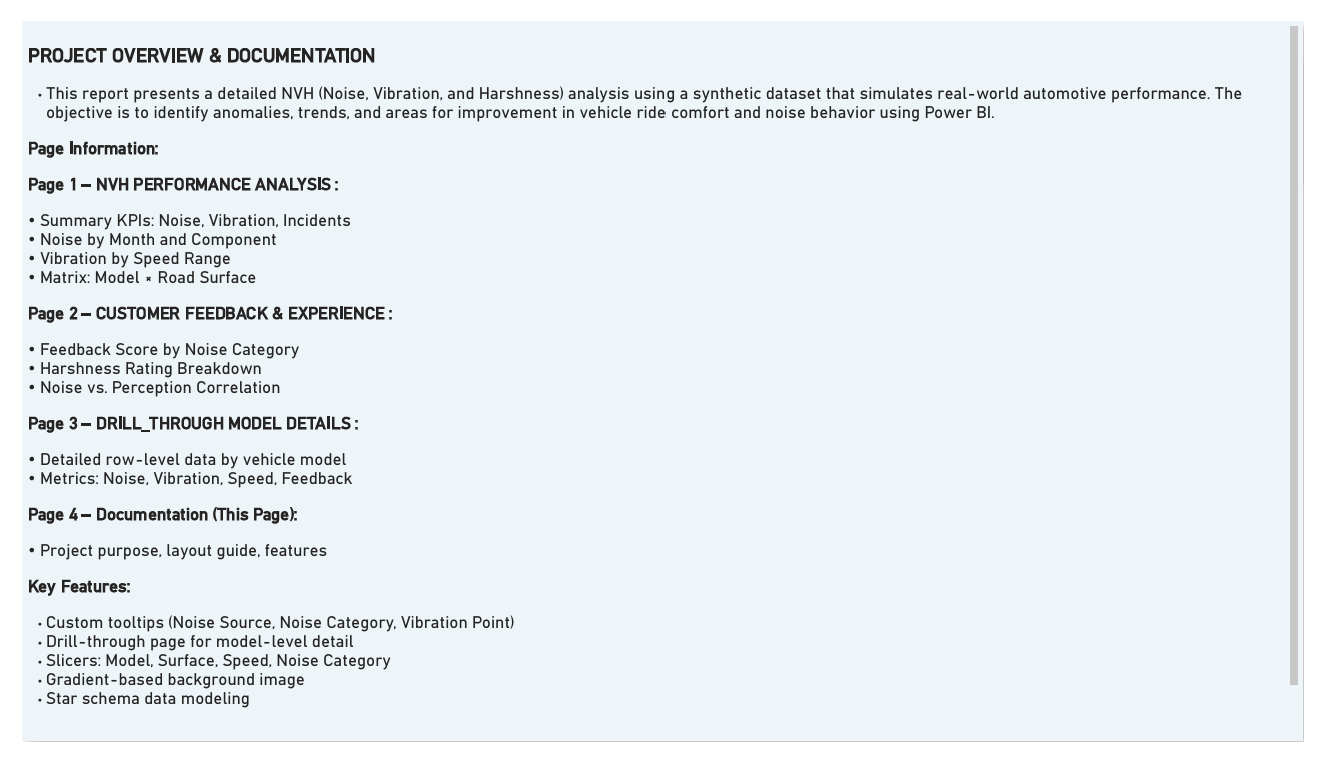 PROJECT OVERVIEW & DOCUMENTATION
• This report presents a detailed NVH (Noise, Vibration, and Harshness) analysis using a synthetic dataset that simulates real-world automotive performance. The
objective is to identify anomalies, trends, and areas for improvement in vehicle ride comfort and noise behavior using Power BI.
Page Information:
Page 1 – NVH PERFORMANCE ANALYSIS :
• Summary KPIs: Noise, Vibration, Incidents
• Noise by Month and Component
• Vibration by Speed Range
• Matrix: Model × Road Surface
Page 2 – CUSTOMER FEEDBACK & EXPERIENCE :
• Feedback Score by Noise Category
• Harshness Rating Breakdown
• Noise vs. Perception Correlation
Page 3 – DRILL_THROUGH MODEL DETAILS :
• Detailed row-level data by vehicle model
• Metrics: Noise, Vibration, Speed, Feedback
Page 4 – Documentation (This Page):
• Project purpose, layout guide, features
Key Features:
• Custom tooltips (Noise Source, Noise Category, Vibration Point)
• Drill-through page for model-level detail
• Slicers: Model, Surface, Speed, Noise Category
• Gradient-based background image
• Star schema data modeling